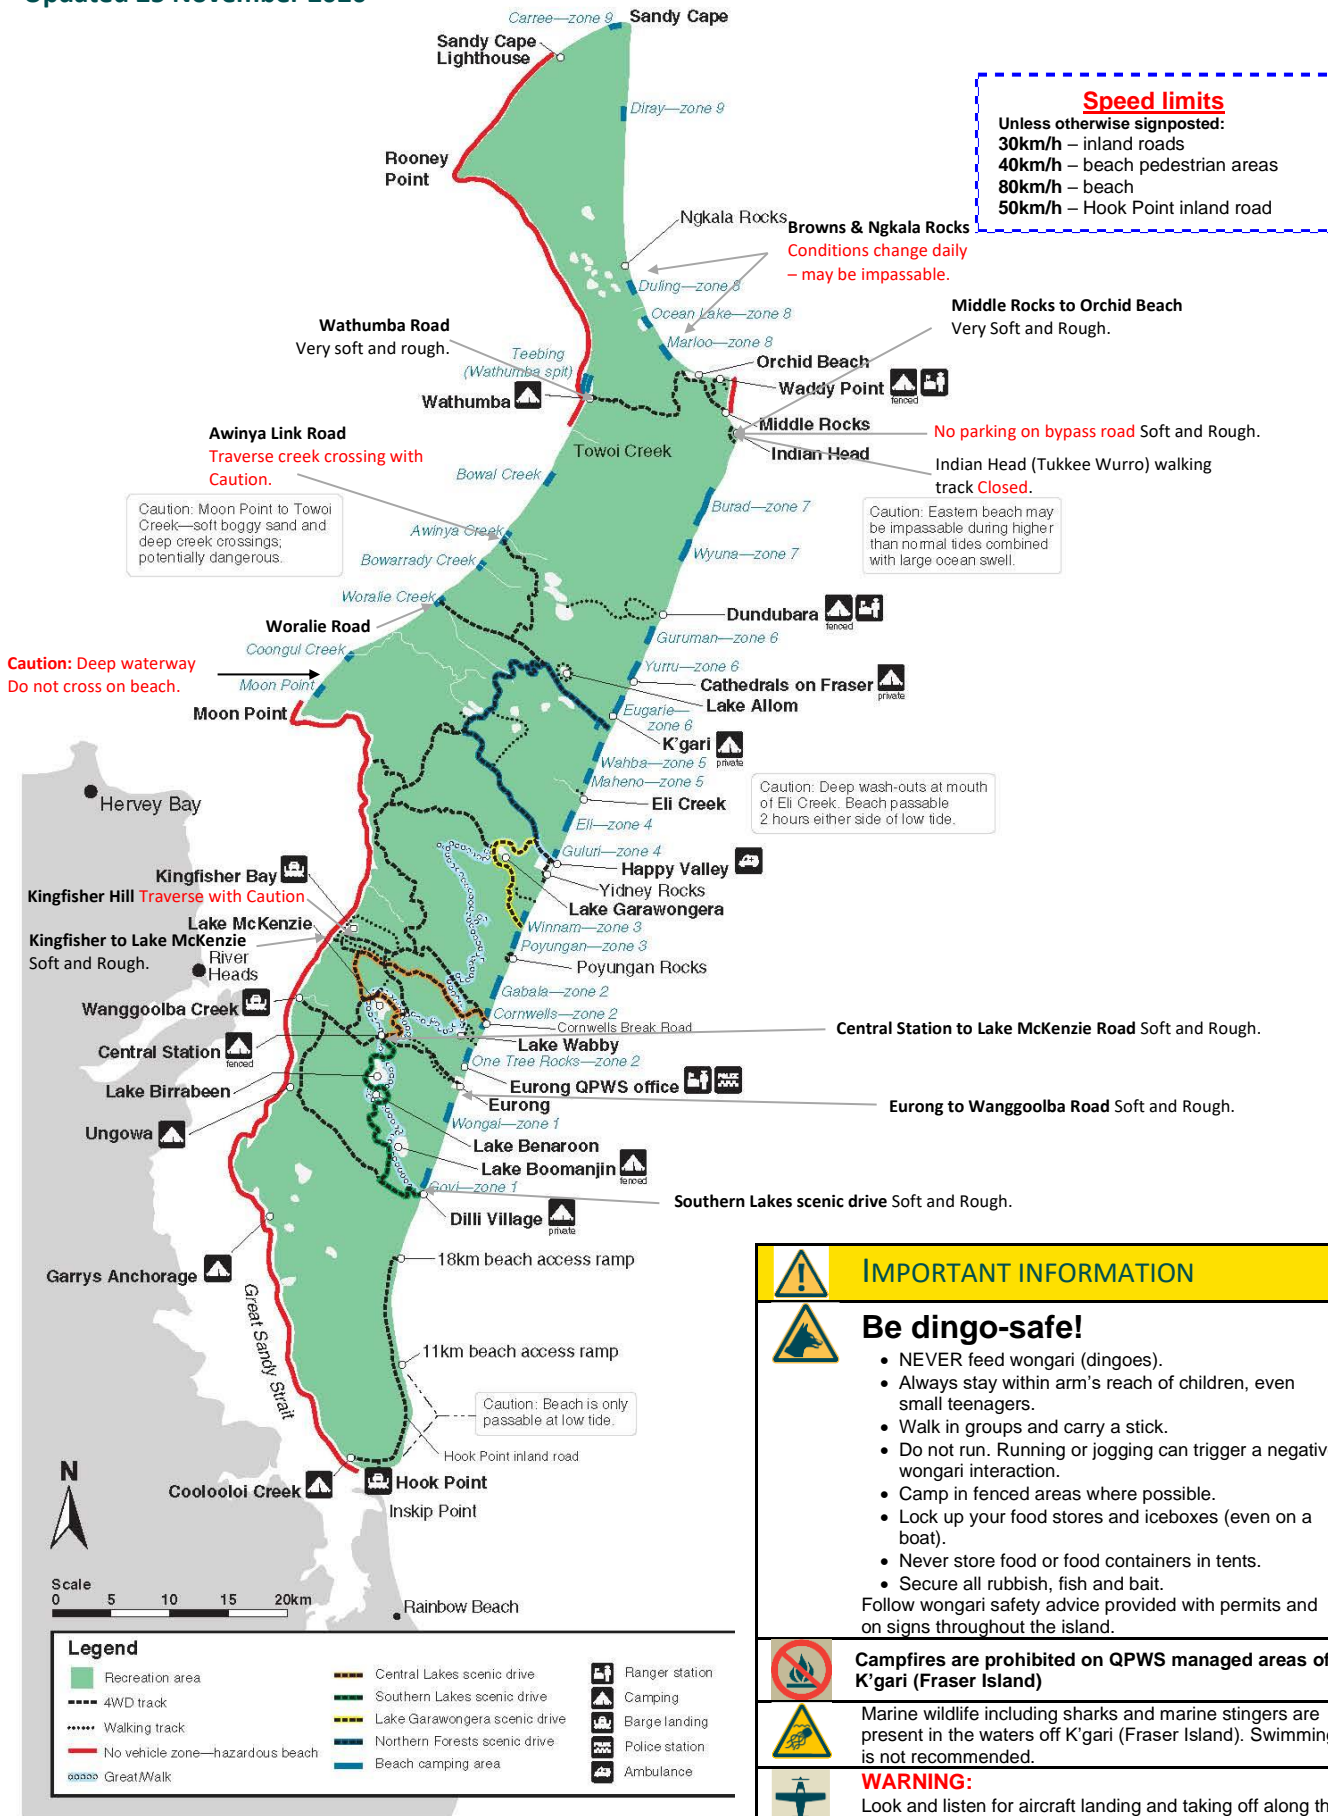 Updated 25 November 2020
Carree—zone 9
Sandy Cape
Sandy Cape
Lighthouse
Diray—zone 9
Speed limits
Unless otherwise signposted:
30km/h – inland roads
40km/h – beach pedestrian areas
80km/h – beach
50km/h – Hook Point inland road
Rooney
Point
Ngkala Rocks
Browns & Ngkala Rocks
Conditions change daily
– may be impassable.
Duling—zone 8
Ocean Lake—zone 8
Marloo—zone 8
Middle Rocks to Orchid Beach
Very Soft and Rough.
Wathumba Road
Very soft and rough.
Teebing
(Wathumba spit)
Wathumba
Orchid Beach
Waddy Point
fenced
Middle Rocks
Indian Head
No parking on bypass road Soft and Rough.
Indian Head (Tukkee Wurro) walking
track Closed.
Towoi Creek
Awinya Link Road
Traverse creek crossing with
Caution.
Bowal Creek
Caution: Moon Point to Towoi
Creek—soft boggy sand and
deep creek crossings;
potentially dangerous.
Burad—zone 7
Caution: Eastern beach may
be impassable during higher
than normal tides combined
with large ocean swell.
Awinya Creek
Wyuna—zone 7
Bowarrady Creek
Woralie Creek
Woralie Road
Dundubara
fenced
Guruman—zone 6
Coongul Creek
Caution: Deep waterway
Do not cross on beach.
Moon Point
Moon Point
Yurru—zone 6
Cathedrals on Fraser
private
Lake Allom
Eugarie—
zone 6
K'gari
private
Wahba—zone 5
Maheno—zone 5
Eli Creek
Caution: Deep wash-outs at mouth
of Eli Creek. Beach passable
2 hours either side of low tide.
Hervey Bay
Eli—zone 4
Guluri—zone 4
Happy Valley
Yidney Rocks
Lake Garawongera
Kingfisher Bay
Kingfisher Hill Traverse with Caution
Lake McKenzie
Winnam—zone 3
Poyungan—zone 3
Poyungan Rocks
Kingfisher to Lake McKenzie
Soft and Rough.
River
Heads
Gabala—zone 2
Wanggoolba Creek
Cornwells—zone 2
Cornwells Break Road
Central Station to Lake McKenzie Road Soft and Rough.
Lake Wabby
Central Station
fenced
One Tree Rocks—zone 2
Lake Birrabeen
Eurong QPWS office
POLICE
Eurong
Eurong to Wanggoolba Road Soft and Rough.
Ungowa
Wongai—zone 1
Lake Benaroon
Lake Boomanjin
fenced
Govi—zone 1
Southern Lakes scenic drive Soft and Rough.
Dilli Village
private
18km beach access ramp
Garrys Anchorage
Great Sandy Strait
11km beach access ramp
Caution: Beach is only
passable at low tide.
Hook Point inland road
N
Coolooloi Creek
Hook Point
Inskip Point
Scale
0 5 10 15 20km
Rainbow Beach
Legend
Recreation area
4WD track
Walking track
No vehicle zone—hazardous beach
Great Walk
Central Lakes scenic drive
Southern Lakes scenic drive
Lake Garawongera scenic drive
Northern Forests scenic drive
Beach camping area
Ranger station
Camping
Barge landing
POLICE
Police station
Ambulance
IMPORTANT INFORMATION
Be dingo-safe!
• NEVER feed wongari (dingoes).
• Always stay within arm's reach of children, even
small teenagers.
• Walk in groups and carry a stick.
• Do not run. Running or jogging can trigger a negativ
wongari interaction.
• Camp in fenced areas where possible.
• Lock up your food stores and iceboxes (even on a
boat).
• Never store food or food containers in tents.
• Secure all rubbish, fish and bait.
Follow wongari safety advice provided with permits and
on signs throughout the island.
Campfires are prohibited on QPWS managed areas of
K'gari (Fraser Island)
Marine wildlife including sharks and marine stingers are
present in the waters off K'gari (Fraser Island). Swimming
is not recommended.
WARNING:
Look and listen for aircraft landing and taking off along th